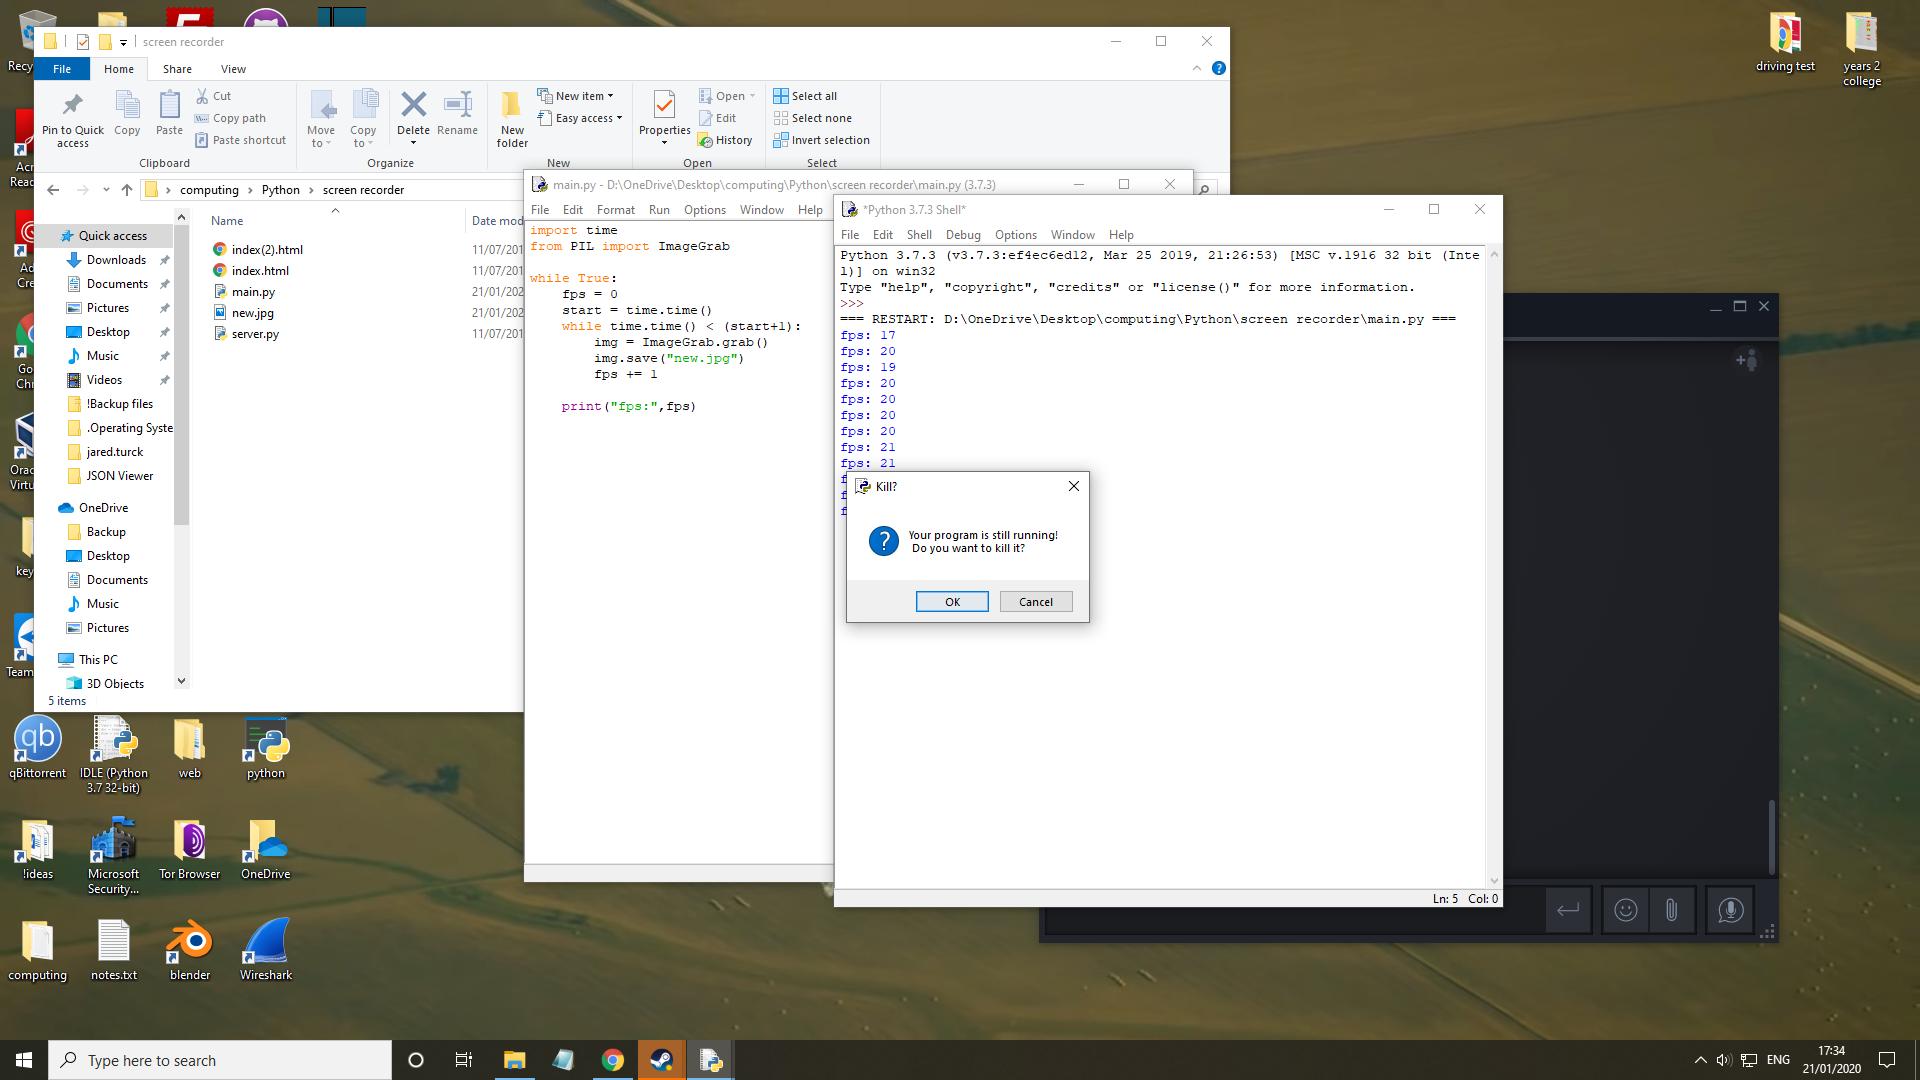 screen recorder
File Home Share View
Pin to Quick access
Copy
Paste
Cut
Copy path
Paste shortcut
Clipboard
Move to
Copy to
Delete
Rename
Organize
New folder
New item
Easy access
New
Properties
Open
Edit
History
Open
Select all
Select none
Invert selection
Select
computing › Python › screen recorder
Quick access
Downloads
Documents
Pictures
Desktop
Music
Videos
!Backup files
.Operating Syste
jared.turck
JSON Viewer
OneDrive
Backup
Desktop
Documents
Music
Pictures
This PC
3D Objects
5 items
Name Date mod
index(2).html 11/07/201
index.html 11/07/201
main.py 21/01/202
new.jpg 21/01/202
server.py 11/07/201
main.py - D:\OneDrive\Desktop\computing\Python\screen recorder\main.py (3.7.3)
File Edit Format Run Options Window Help
import time
from PIL import ImageGrab
while True:
    fps = 0
    start = time.time()
    while time.time() < (start+1):
        img = ImageGrab.grab()
        img.save("new.jpg")
        fps += 1
    print("fps:",fps)
*Python 3.7.3 Shell*
File Edit Shell Debug Options Window Help
Python 3.7.3 (v3.7.3:ef4ec6ed12, Mar 25 2019, 21:26:53) [MSC v.1916 32 bit (Inte
l)] on win32
Type "help", "copyright", "credits" or "license()" for more information.
>>>
=== RESTART: D:\OneDrive\Desktop\computing\Python\screen recorder\main.py ===
fps: 17
fps: 20
fps: 19
fps: 20
fps: 20
fps: 20
fps: 20
fps: 21
fps: 21
Kill?
Your program is still running!
Do you want to kill it?
OK Cancel
Ln: 5 Col: 0
driving test
years 2 college
qBittorrent
IDLE (Python 3.7 32-bit)
web
python
!ideas
Microsoft Security...
Tor Browser
OneDrive
computing
notes.txt
blender
Wireshark
Type here to search
ENG
17:34
21/01/2020